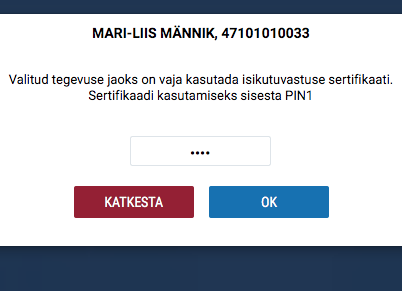 MARI-LIIS MÄNNIK, 47101010033
Valitud tegevuse jaoks on vaja kasutada isikutuvastuse sertifikaati.
Sertifikaadi kasutamiseks sisesta PIN1
••••
KATKESTA
OK